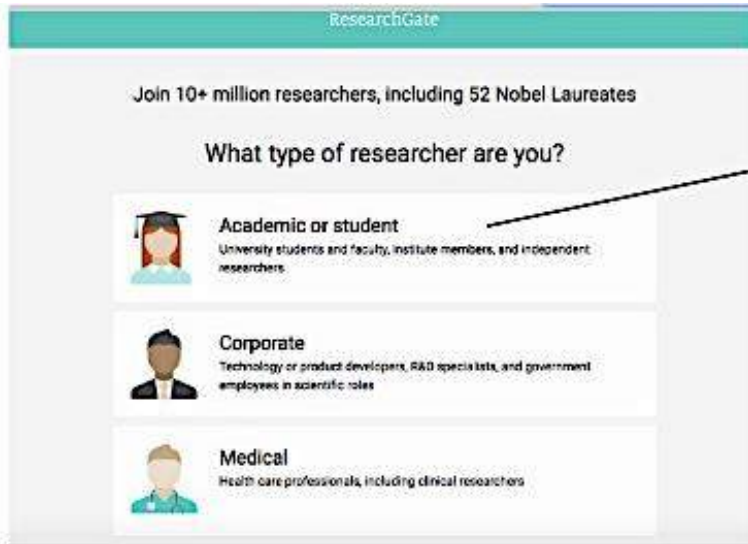 ResearchGate
Join 10+ million researchers, including 52 Nobel Laureates
What type of researcher are you?
Academic or student
University students and faculty, institute members, and independent
researchers
Corporate
Technology or product developers, R&D specialists, and government
employees in scientific roles
Medical
Health care professionals, including clinical researchers